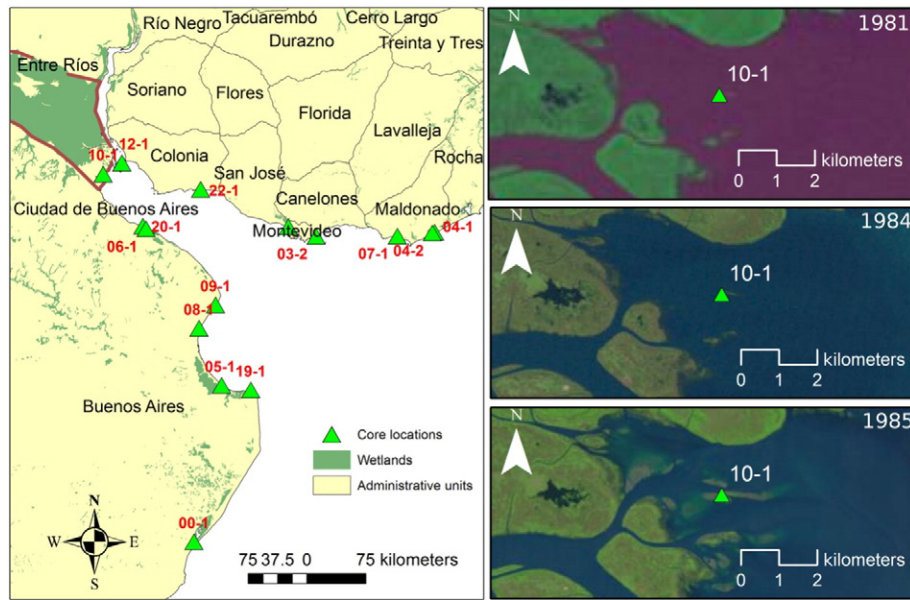 Río Negro
Tacuarembó
Cerro Largo
Durazno
Treinta y Tres
Entre Ríos
Soriano
Flores
Florida
Lavalleja
Rocha
12-1
10-1
Colonia
San José
22-1
Canelones
Maldonado
Ciudad de Buenos Aires
20-1
06-1
Montevideo
03-2
07-1
04-2
04-1
09-1
08-1
05-1
19-1
Buenos Aires
Core locations
Wetlands
Administrative units
00-1
N
W
E
S
75 37.5 0 75 kilometers
N
1981
10-1
kilometers
0 1 2
N
1984
10-1
kilometers
0 1 2
N
1985
10-1
kilometers
0 1 2